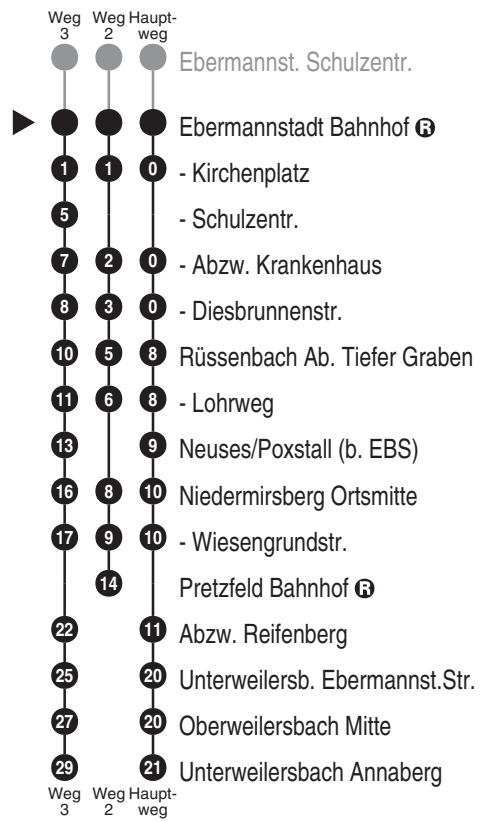 Weg Weg Haupt-
3 2 weg
Ebermannst. Schulzentr.
Ebermannstadt Bahnhof R
1 1 0 - Kirchenplatz
5 - Schulzentr.
7 2 0 - Abzw. Krankenhaus
8 3 0 - Diesbrunnenstr.
10 5 8 Rüssenbach Ab. Tiefer Graben
11 6 8 - Lohrweg
13 9 Neuses/Poxstall (b. EBS)
16 8 10 Niedermirsberg Ortsmitte
17 9 10 - Wiesengrundstr.
14 Pretzfeld Bahnhof R
22 11 Abzw. Reifenberg
25 20 Unterweilersb. Ebermannst.Str.
27 20 Oberweilersbach Mitte
29 21 Unterweilersbach Annaberg
Weg Weg Haupt-
3 2 weg